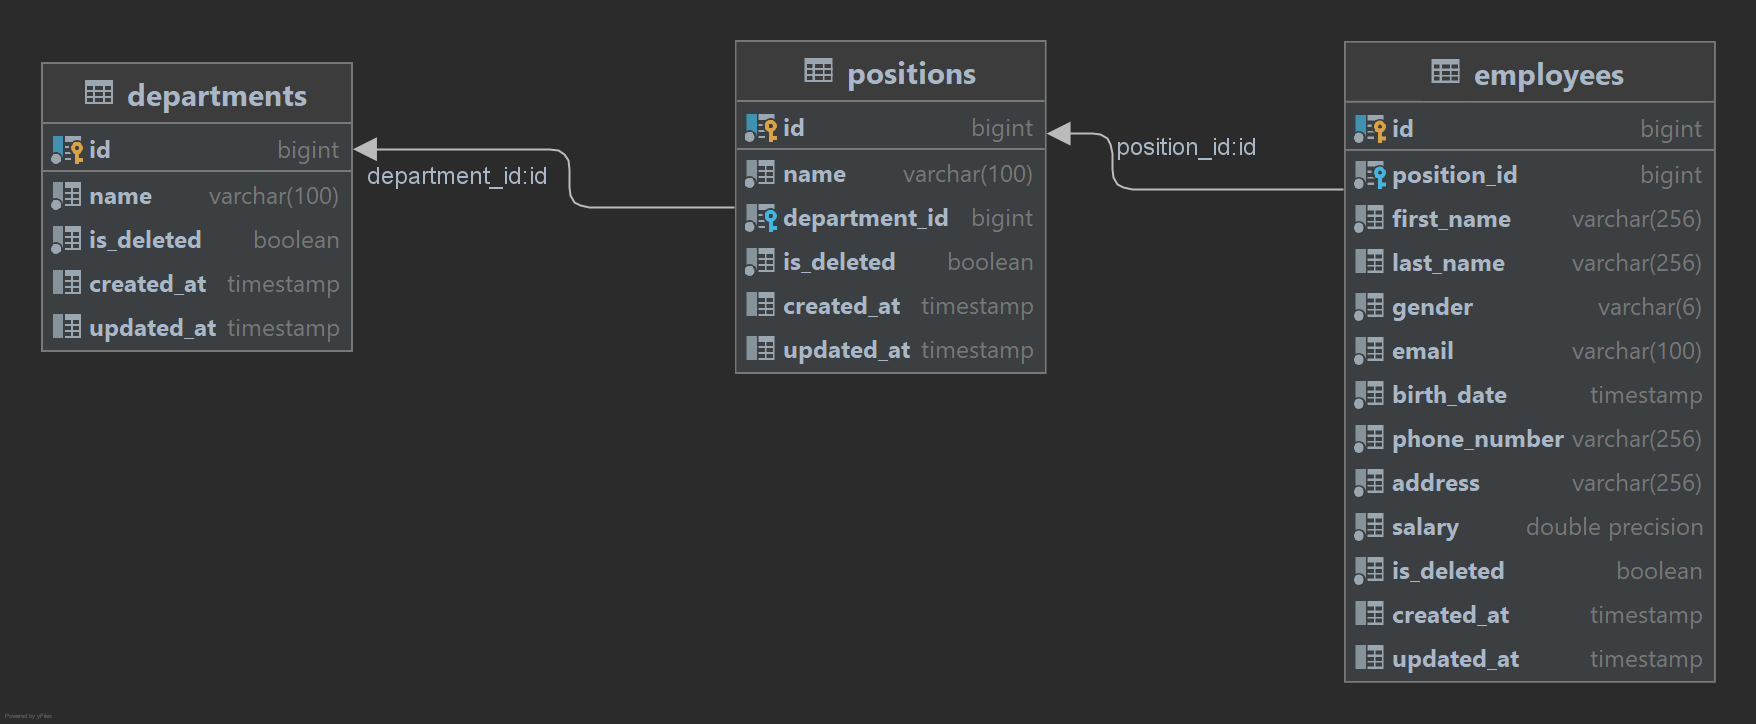 departments
id bigint
name varchar(100)
is_deleted boolean
created_at timestamp
updated_at timestamp
department_id:id
positions
id bigint
name varchar(100)
department_id bigint
is_deleted boolean
created_at timestamp
updated_at timestamp
position_id:id
employees
id bigint
position_id bigint
first_name varchar(256)
last_name varchar(256)
gender varchar(6)
email varchar(100)
birth_date timestamp
phone_number varchar(256)
address varchar(256)
salary double precision
is_deleted boolean
created_at timestamp
updated_at timestamp
Powered by yFiles